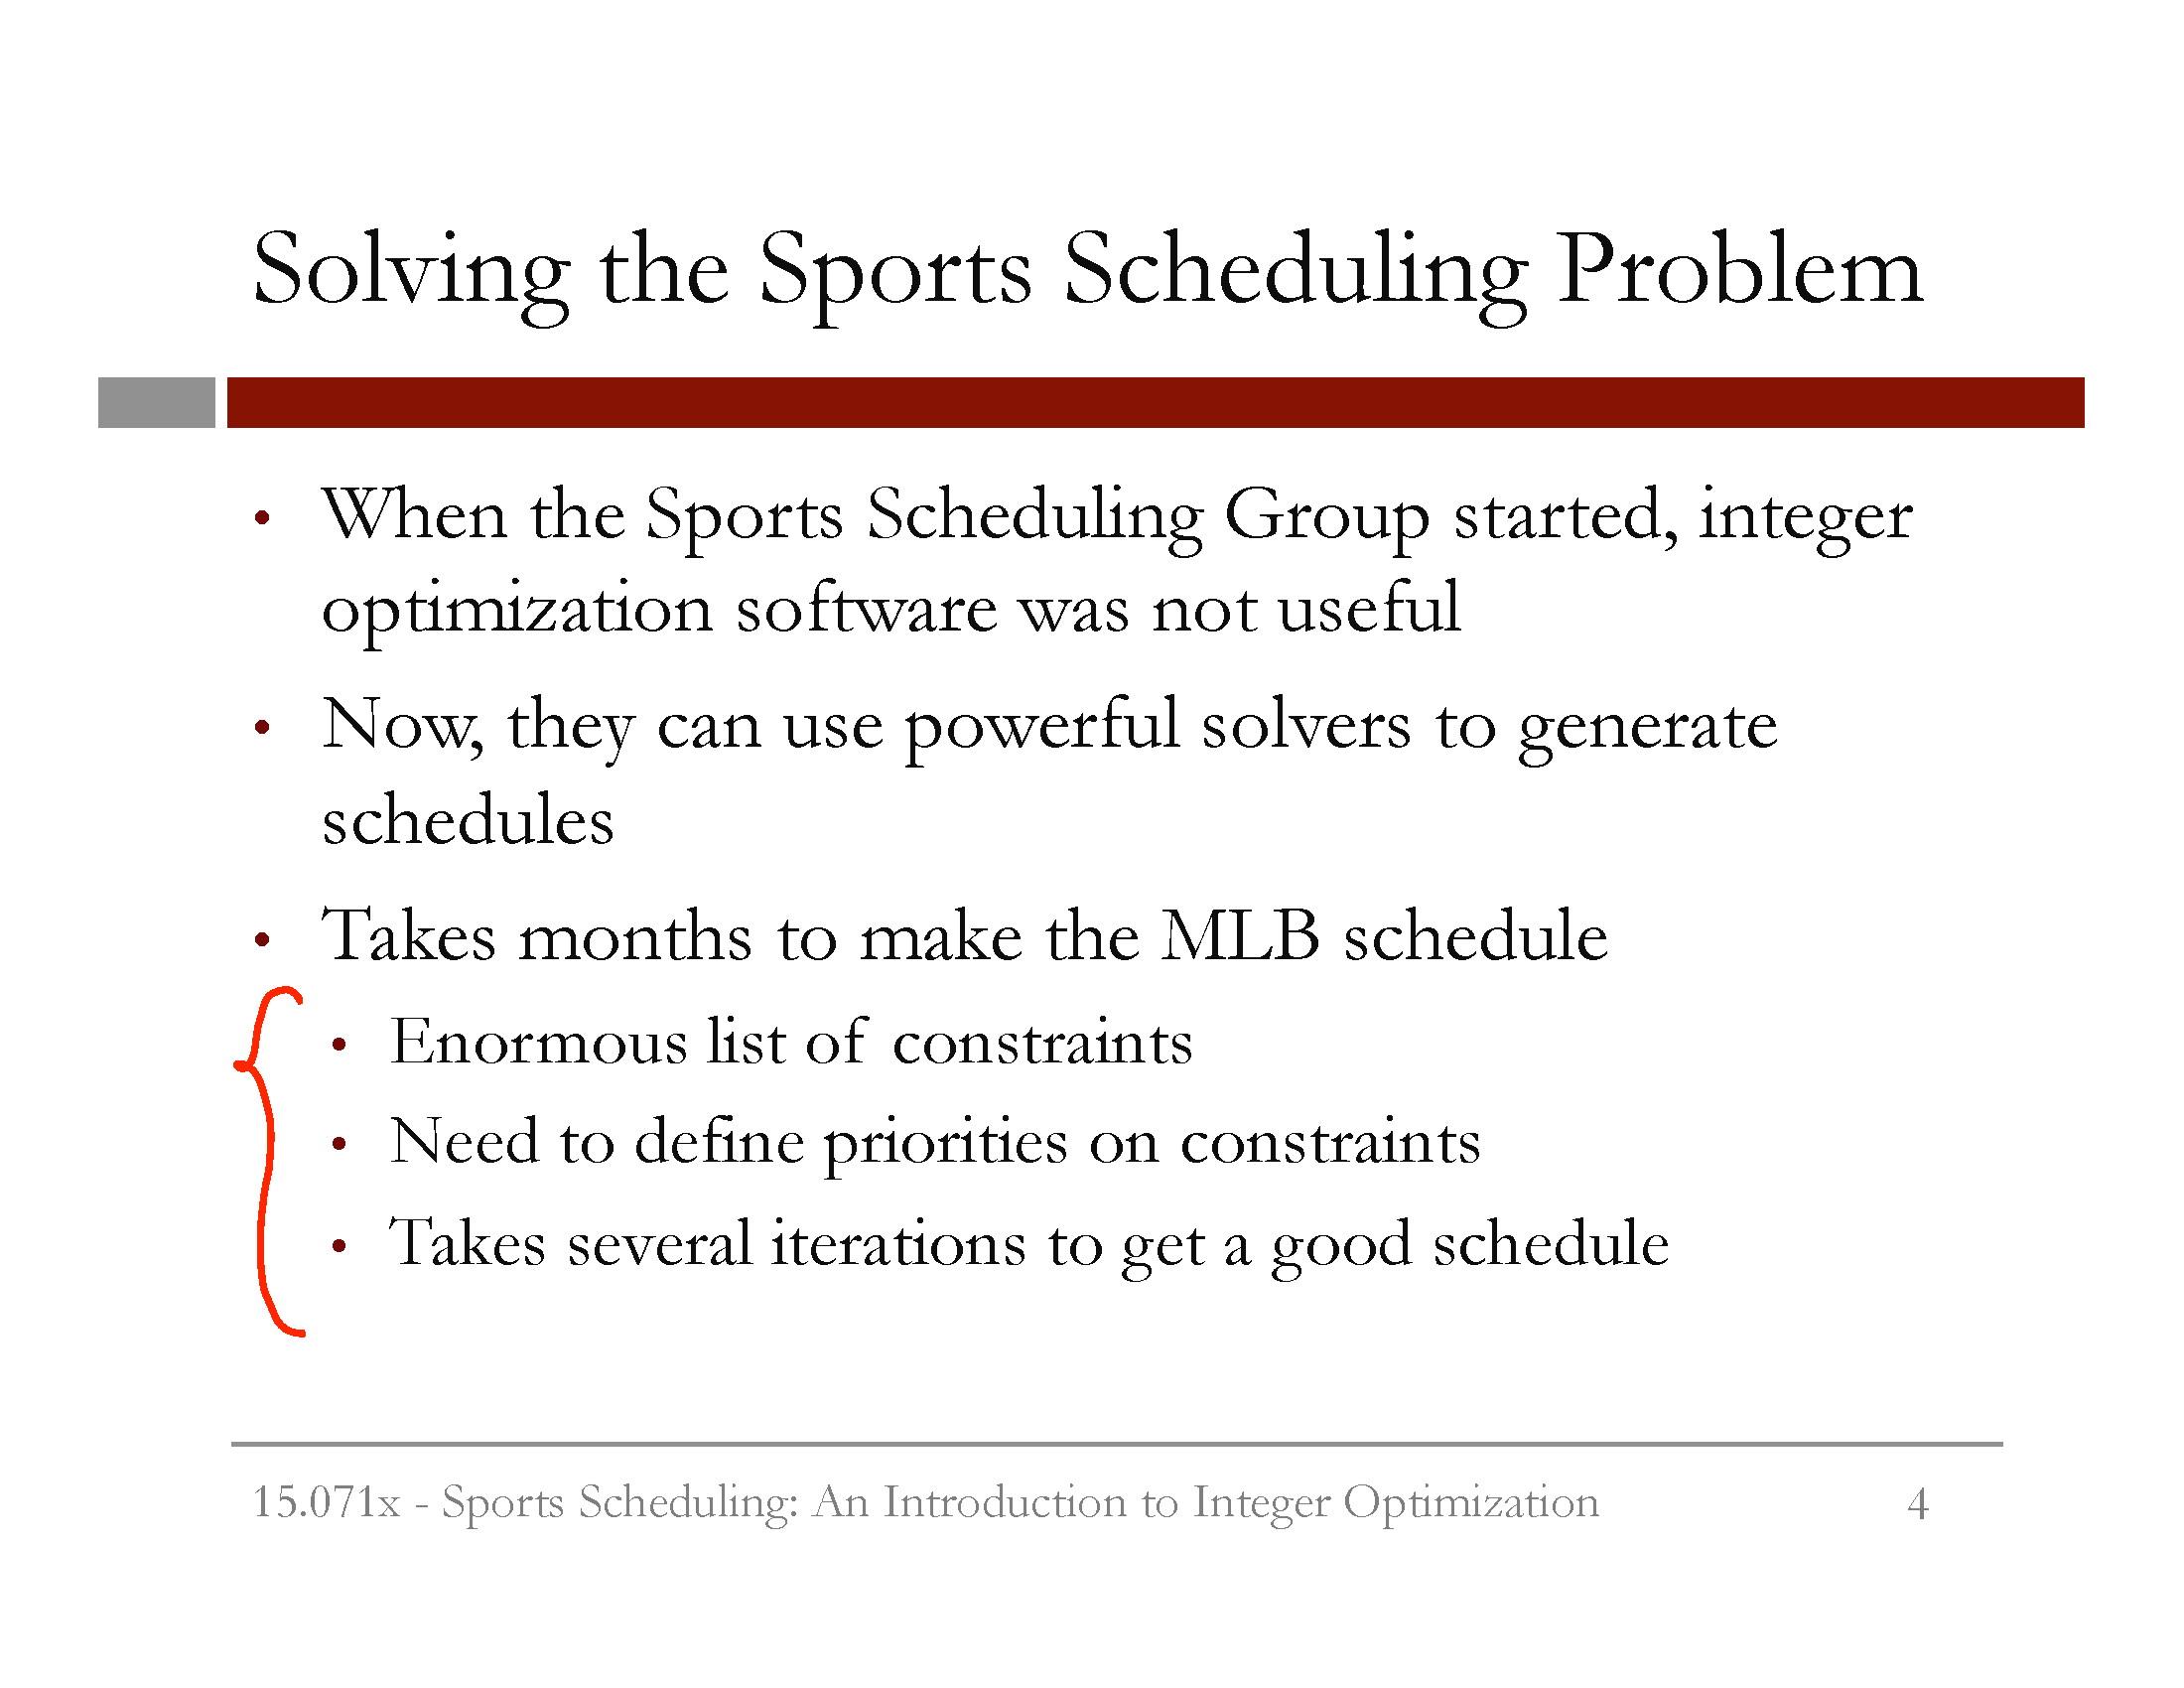 Solving the Sports Scheduling Problem
• When the Sports Scheduling Group started, integer
optimization software was not useful
• Now, they can use powerful solvers to generate
schedules
• Takes months to make the MLB schedule
• Enormous list of constraints
• Need to define priorities on constraints
• Takes several iterations to get a good schedule
15.071x - Sports Scheduling: An Introduction to Integer Optimization 4